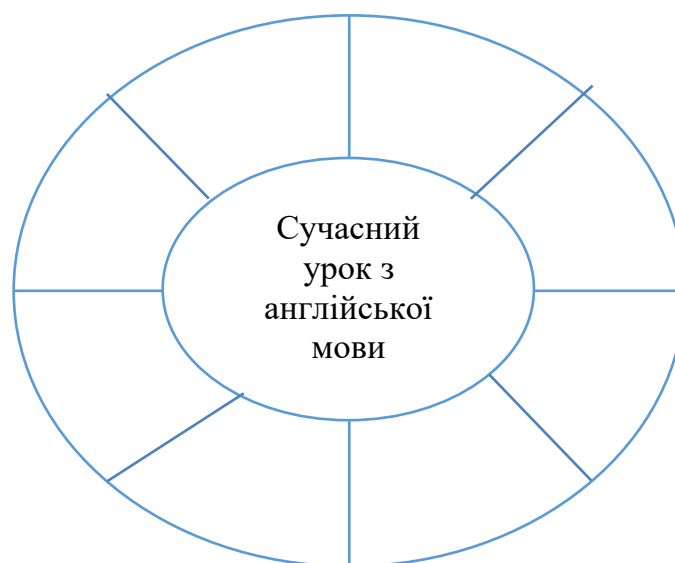 Сучасний
урок з
англійської
мови